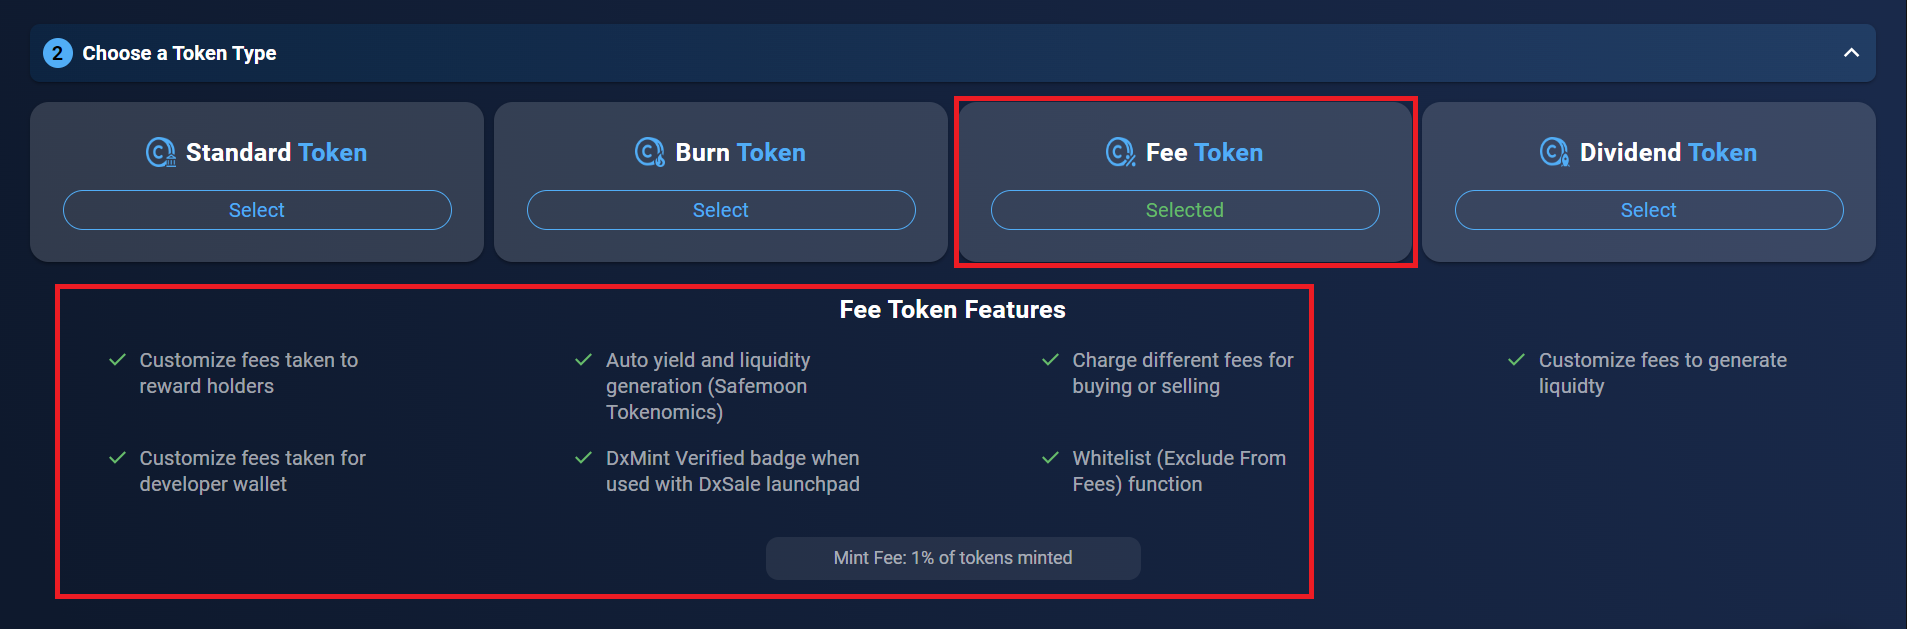 2 Choose a Token Type
Standard Token
Burn Token
Fee Token
Dividend Token
Select
Select
Selected
Select
Fee Token Features
Customize fees taken to
reward holders
Auto yield and liquidity
generation (Safemoon
Tokenomics)
Charge different fees for
buying or selling
Customize fees to generate
liquidty
Customize fees taken for
developer wallet
DxMint Verified badge when
used with DxSale launchpad
Whitelist (Exclude From
Fees) function
Mint Fee: 1% of tokens minted